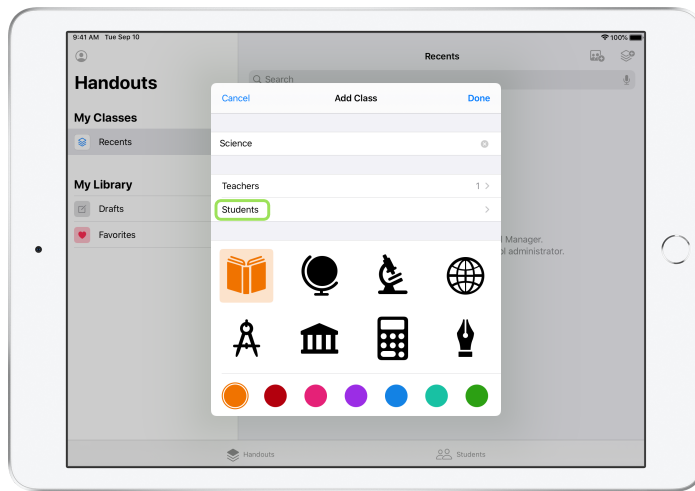 9:41 AM Tue Sep 10
100%
Recents
Handouts
Search
Cancel
Add Class
Done
My Classes
Recents
Science
Teachers
1
My Library
Drafts
Students
Favorites
Manager.
administrator.
Handouts
Students